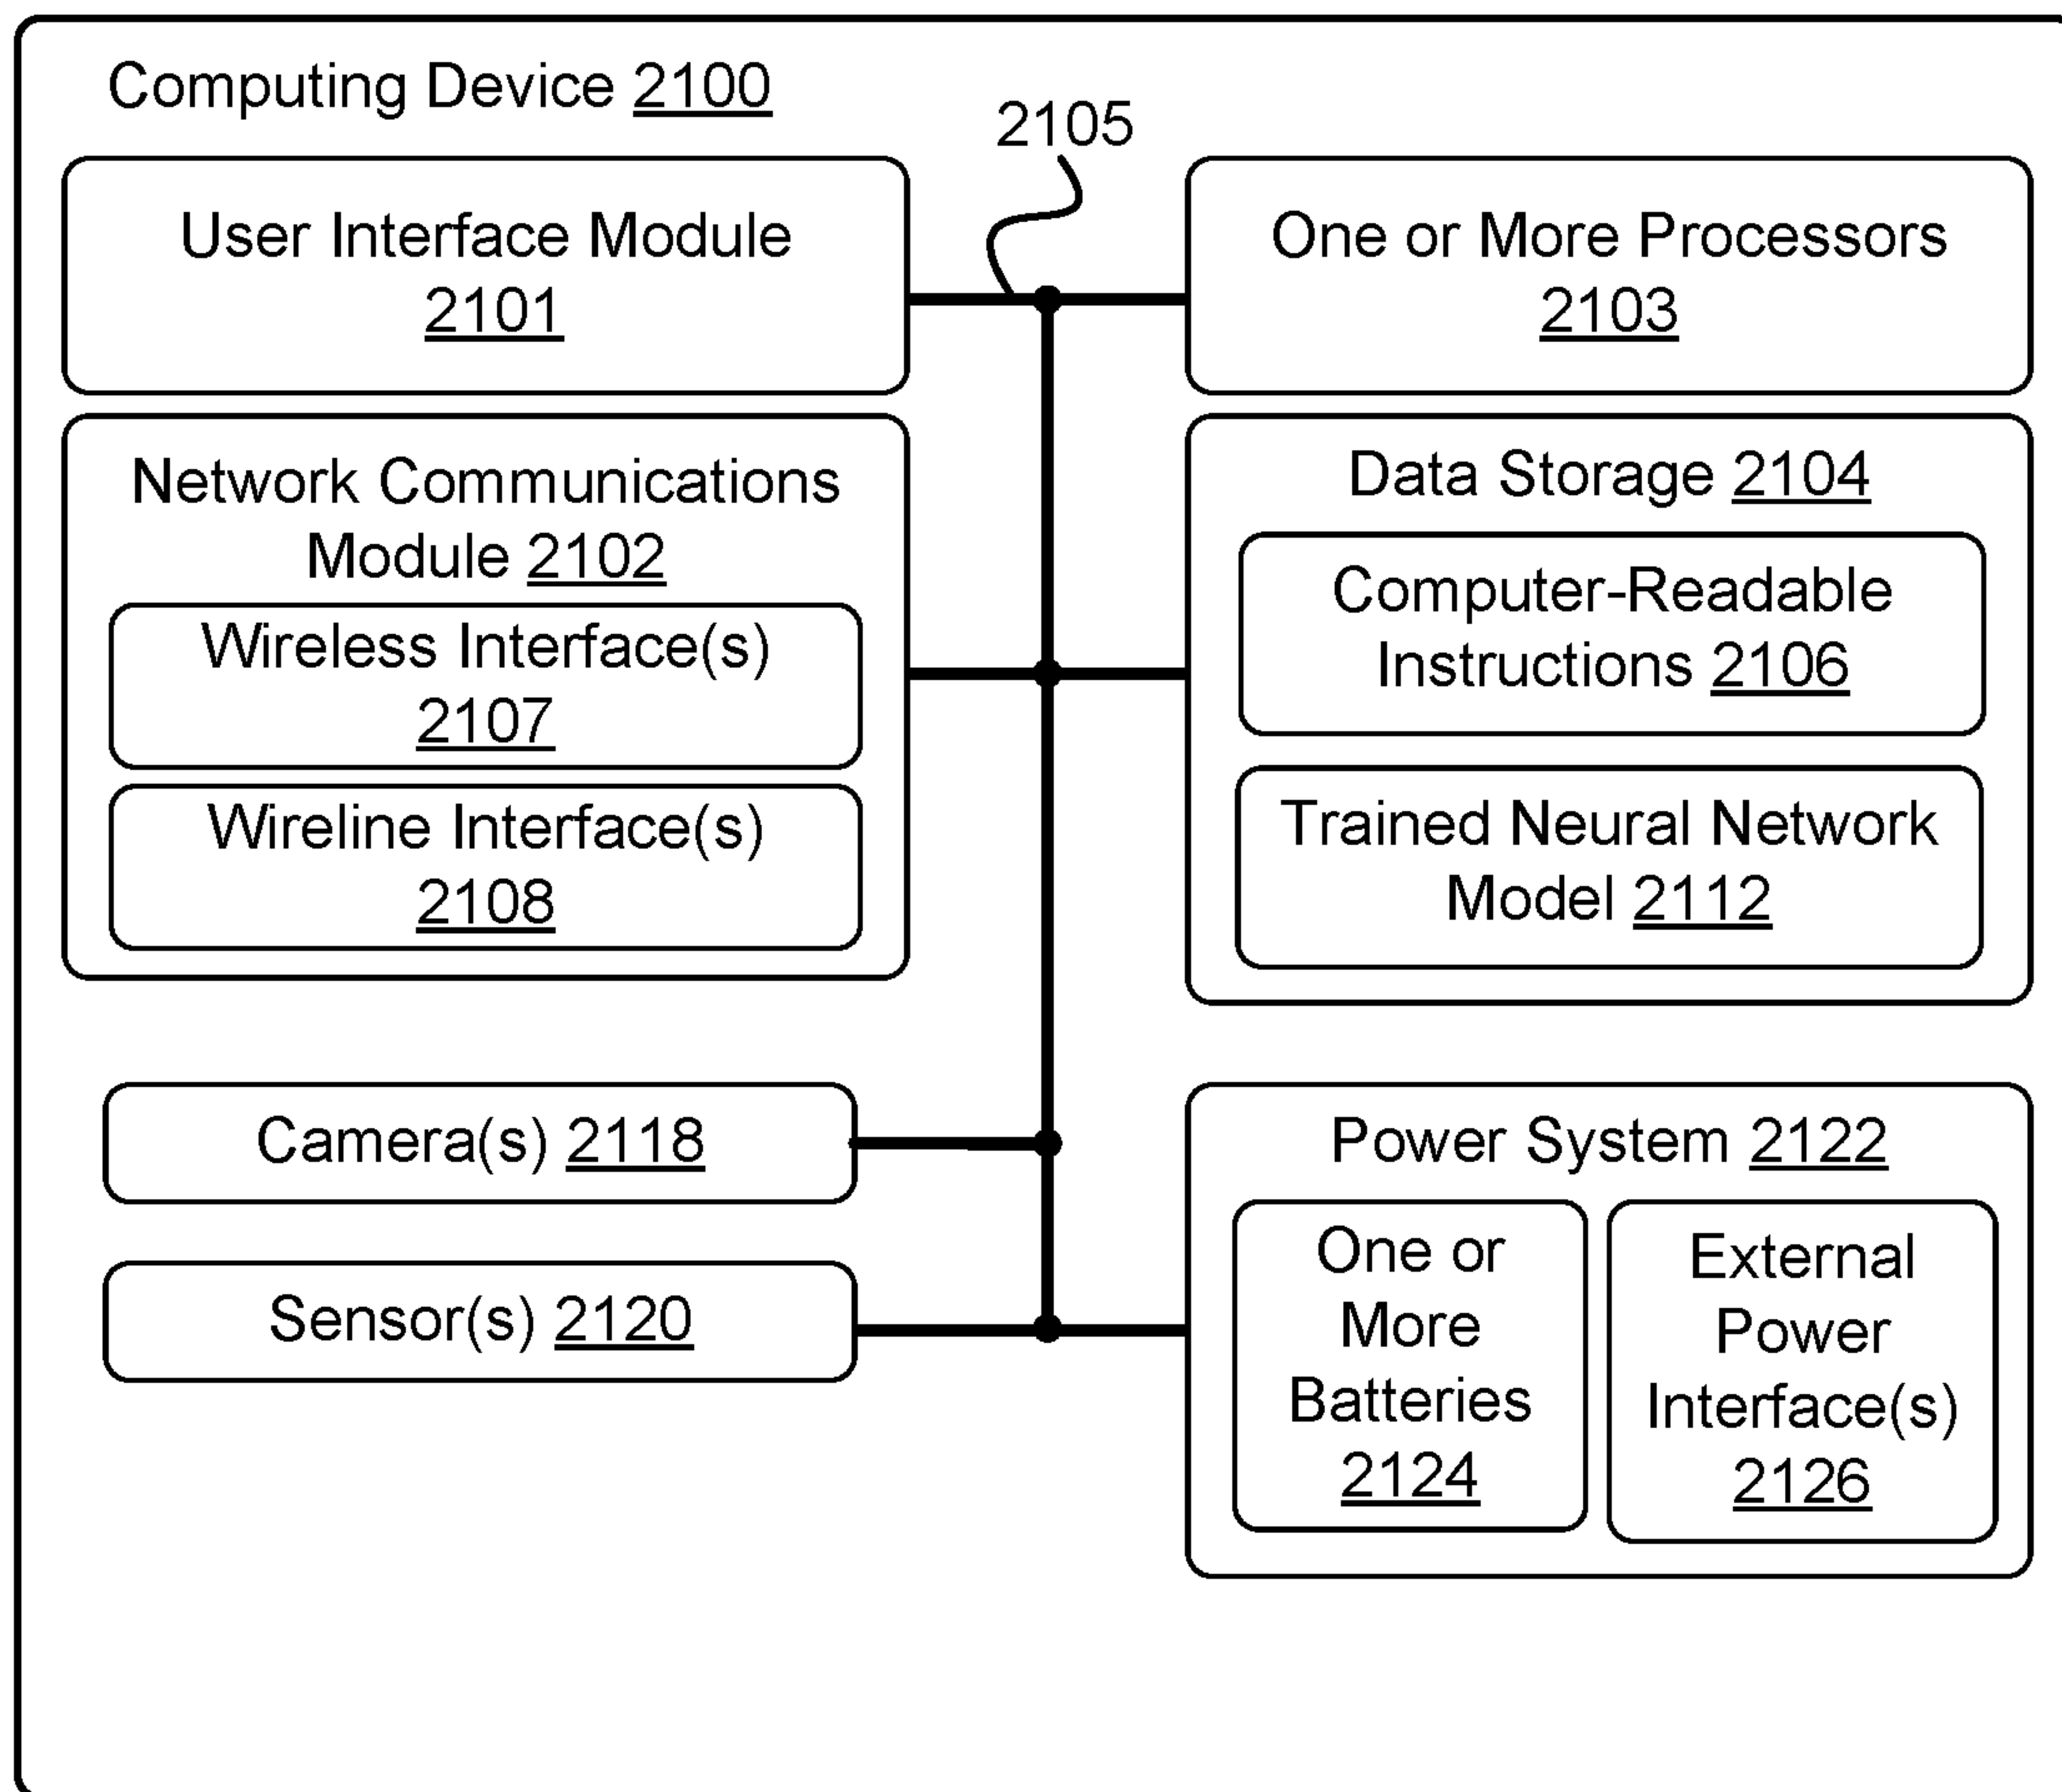 Computing Device 2100
2105
User Interface Module
2101
One or More Processors
2103
Network Communications
Module 2102
Wireless Interface(s)
2107
Wireline Interface(s)
2108
Data Storage 2104
Computer-Readable
Instructions 2106
Trained Neural Network
Model 2112
Camera(s) 2118
Sensor(s) 2120
Power System 2122
One or
More
Batteries
2124
External
Power
Interface(s)
2126